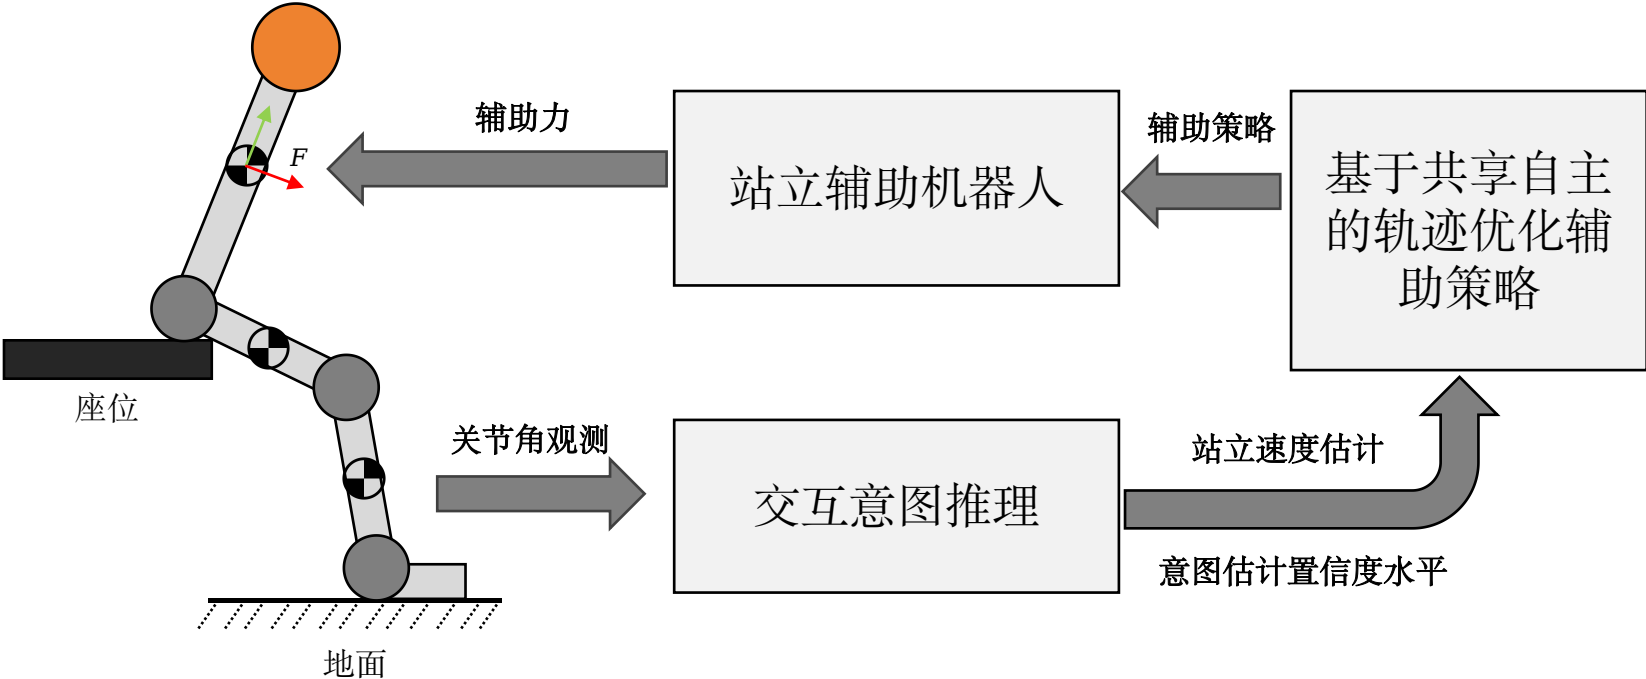 辅助力
F
站立辅助机器人
辅助策略
基于共享自主
的轨迹优化辅
助策略
座位
关节角观测
交互意图推理
站立速度估计
意图估计置信度水平
地面